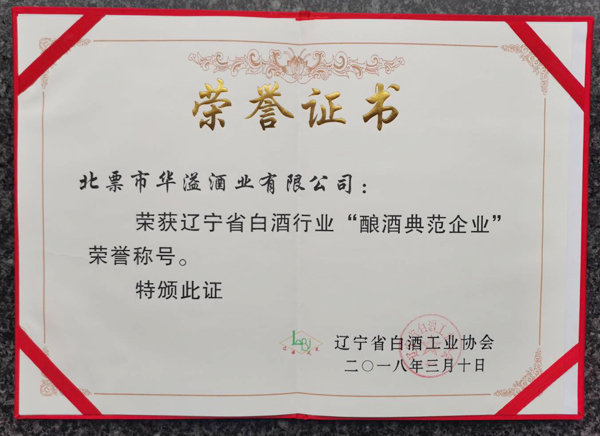 荣誉证书
北票市华溢酒业有限公司：
荣获辽宁省白酒行业“酿酒典范企业”
荣誉称号。
特颁此证
辽宁省白酒工业协会
二〇一八年三月十日